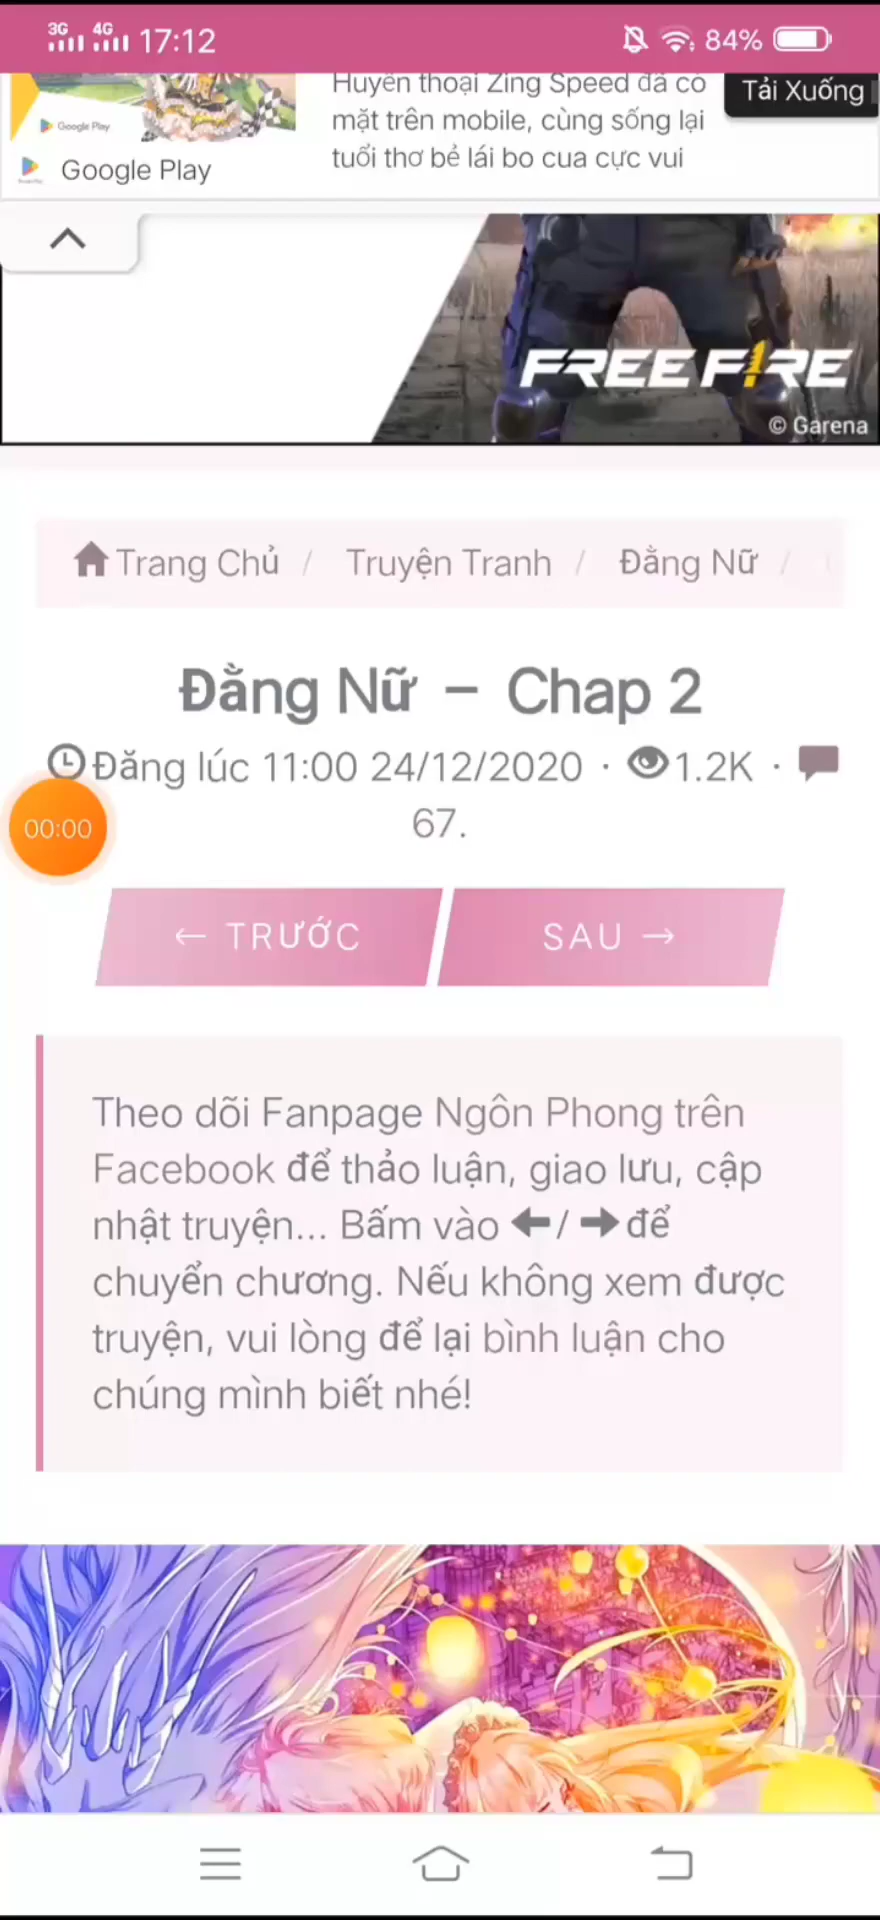 3G 4G 17:12 84%
Huyền thoại Zing Speed đã có
mặt trên mobile, cùng sống lại
tuổi thơ bẻ lái bo cua cực vui
Tải Xuống
Google Play
Google Play
FREE FIRE
© Garena
Trang Chủ / Truyện Tranh / Đằng Nữ /
Đằng Nữ – Chap 2
Đăng lúc 11:00 24/12/2020 · 1.2K ·
67.
00:00
← TRƯỚC
SAU →
Theo dõi Fanpage Ngôn Phong trên
Facebook để thảo luận, giao lưu, cập
nhật truyện... Bấm vào ←/ → để
chuyển chương. Nếu không xem được
truyện, vui lòng để lại bình luận cho
chúng mình biết nhé!